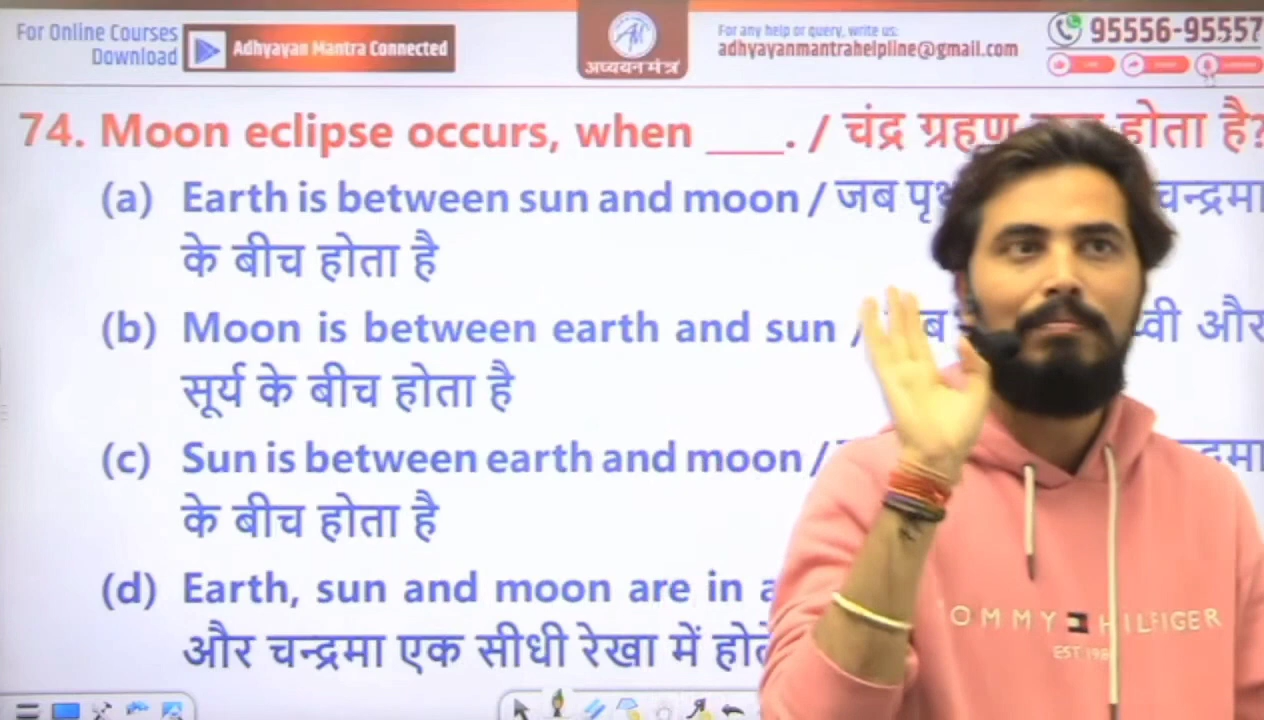 For Online Courses
Download
Adhyayan Mantra Connected
अध्ययन मंत्र
For any help or query, write us:
adhyayanmantrahelpline@gmail.com
95556-95557
74. Moon eclipse occurs, when ____. / चंद्र ग्रहण होता है?
(a) Earth is between sun and moon / जब चन्द्रमा
के बीच होता है
(b) Moon is between earth and sun / और
सूर्य के बीच होता है
(c) Sun is between earth and moon /
के बीच होता है
(d) Earth, sun and moon are in
और चन्द्रमा एक सीधी रेखा में
OMMY HILFIGER
EST. 198